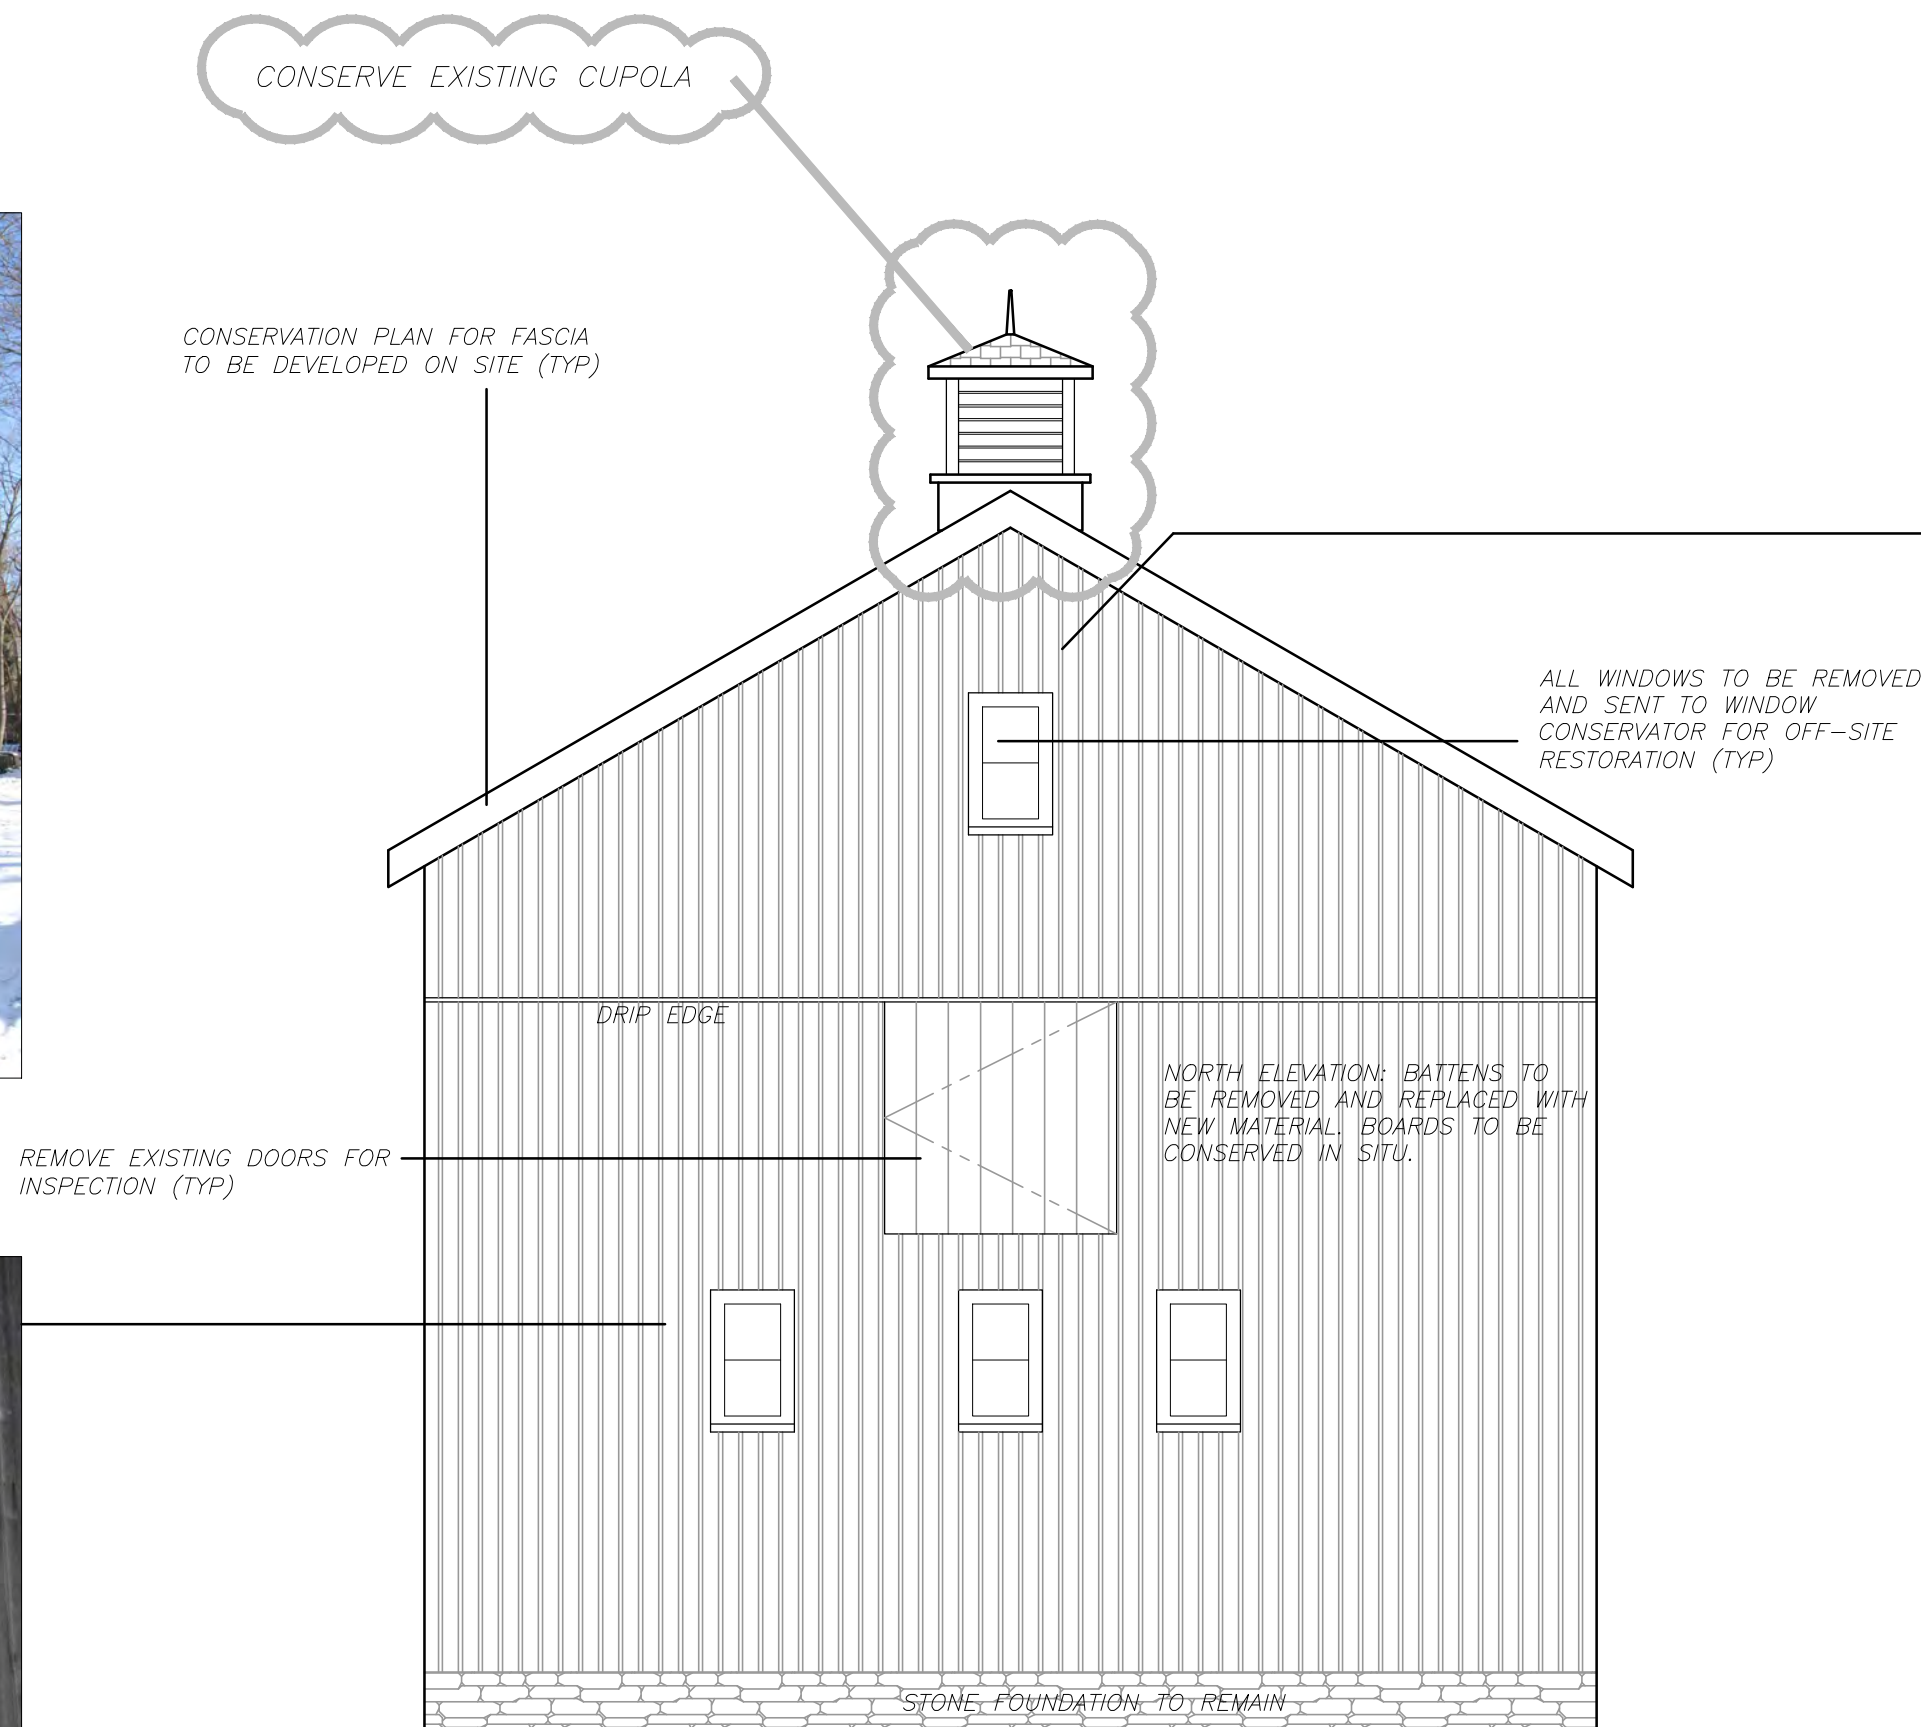 CONSERVE EXISTING CUPOLA
CONSERVATION PLAN FOR FASCIA
TO BE DEVELOPED ON SITE (TYP)
ALL WINDOWS TO BE REMOVED
AND SENT TO WINDOW
CONSERVATOR FOR OFF-SITE
RESTORATION (TYP)
DRIP EDGE
NORTH ELEVATION: BATTENS TO
BE REMOVED AND REPLACED WITH
NEW MATERIAL. BOARDS TO BE
CONSERVED IN SITU.
REMOVE EXISTING DOORS FOR
INSPECTION (TYP)
STONE FOUNDATION TO REMAIN